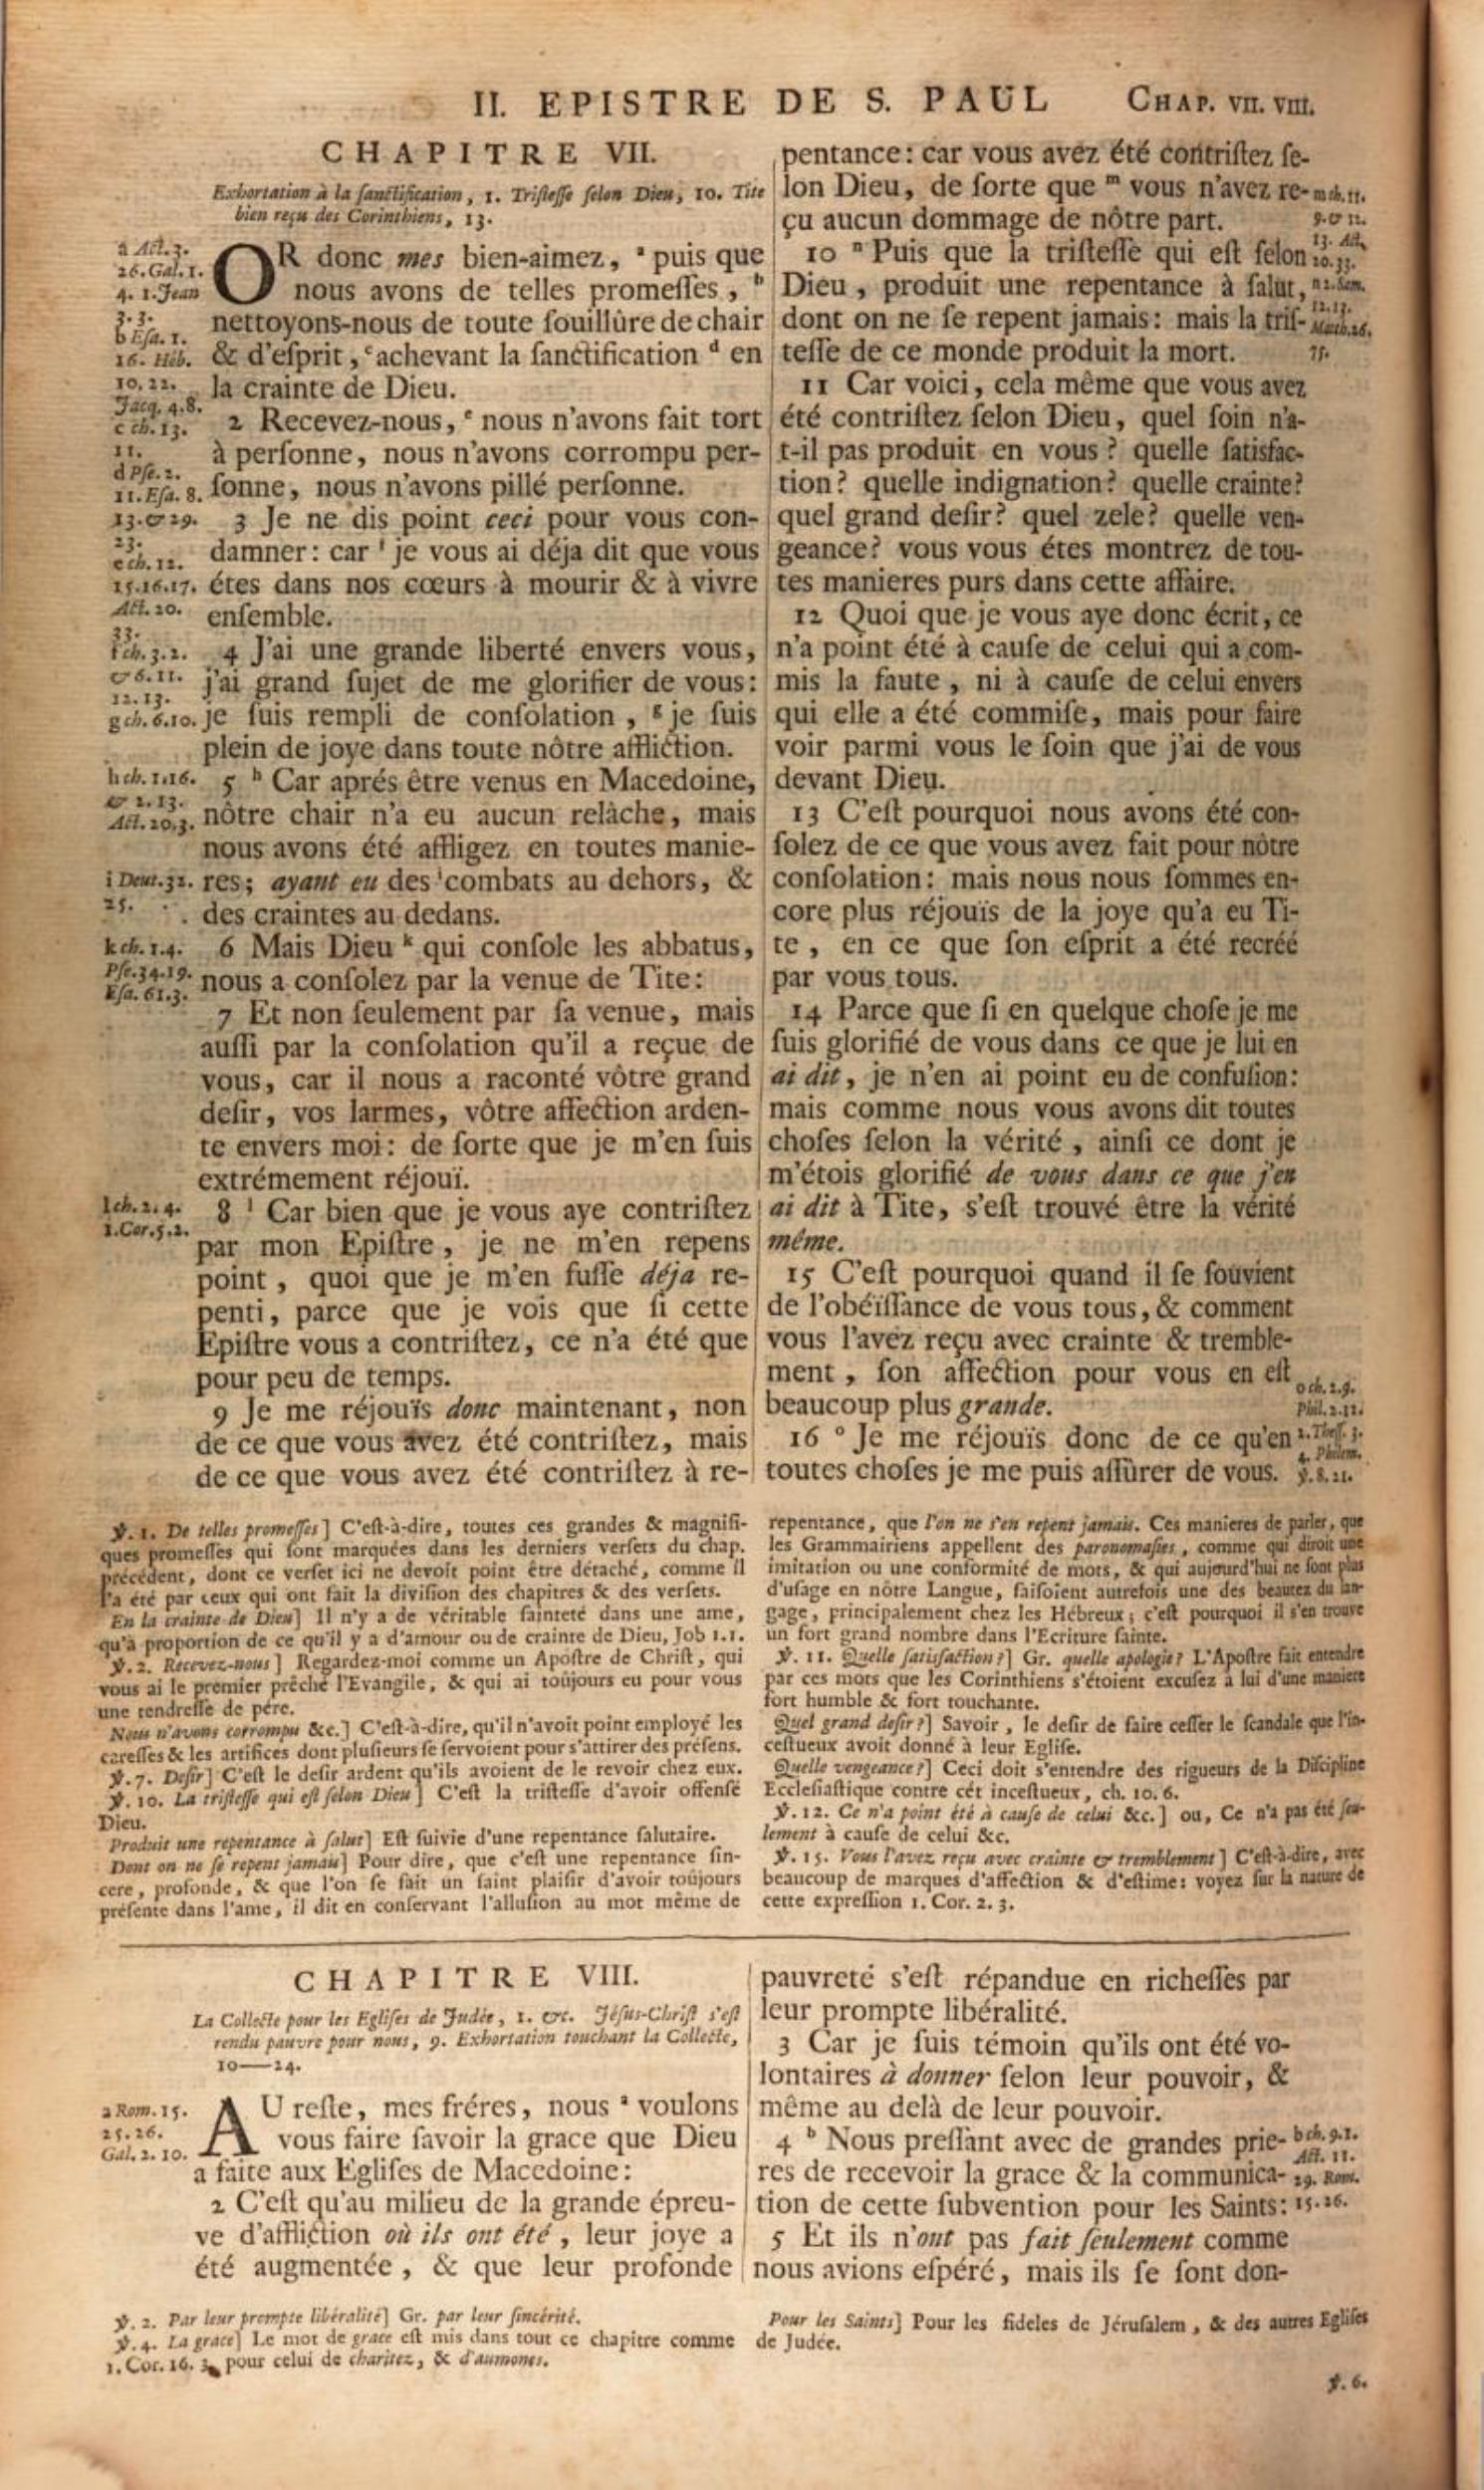 II. EPISTRE DE S. PAUL CHAP. VII. VIII.
CHAPITRE VII.
Exhortation à la sanctification, 1. Tristesse selon Dieu, 10. Tite
bien reçu des Corinthiens, 13.
OR donc mes bien-aimez, ᵃ puis que
nous avons de telles promesses, ᵇ
nettoyons-nous de toute souillûre de chair
& d'esprit, ᶜ achevant la sanctification ᵈ en
la crainte de Dieu.
2 Recevez-nous, ᵉ nous n'avons fait tort
à personne, nous n'avons corrompu per-
sonne, nous n'avons pillé personne.
3 Je ne dis point ceci pour vous con-
damner: car ᶠ je vous ai déja dit que vous
étes dans nos cœurs à mourir & à vivre
ensemble.
4 J'ai une grande liberté envers vous,
j'ai grand sujet de me glorifier de vous:
je suis rempli de consolation, ᵍ je suis
plein de joye dans toute nôtre affliction.
5 ʰ Car aprés être venus en Macedoine,
nôtre chair n'a eu aucun relâche, mais
nous avons été affligez en toutes manie-
res; ayant eu des ⁱ combats au dehors, &
des craintes au dedans.
6 Mais Dieu ᵏ qui console les abbatus,
nous a consolez par la venue de Tite:
7 Et non seulement par sa venue, mais
aussi par la consolation qu'il a reçue de
vous, car il nous a raconté vôtre grand
desir, vos larmes, vôtre affection arden-
te envers moi: de sorte que je m'en suis
extrémement réjouï.
8 ˡ Car bien que je vous aye contristez
par mon Epistre, je ne m'en repens
point, quoi que je m'en fusse déja re-
penti, parce que je vois que si cette
Epistre vous a contristez, ce n'a été que
pour peu de temps.
9 Je me réjouïs donc maintenant, non
de ce que vous avez été contristez, mais
de ce que vous avez été contristez à re-
a Act. 3.
26. Gal. 1.
4. 1. Jean
3. 3.
b Esa. 1.
16. Héb.
10. 22.
Jacq. 4. 8.
c ch. 13.
11.
d Pse. 2.
11. Esa. 8.
13. & 29.
23.
e ch. 12.
15. 16. 17.
Act. 20.
33.
f ch. 3. 2.
& 6. 11.
12. 13.
g ch. 6. 10.
h ch. 1. 16.
& 2. 13.
Act. 20. 3.
i Deut. 32.
25.
k ch. 1. 4.
Pse. 34. 19.
Esa. 61. 3.
l ch. 2. 4.
1. Cor. 5. 2.
pentance: car vous avéz été contristez se-
lon Dieu, de sorte que ᵐ vous n'avez re-
çu aucun dommage de nôtre part.
10 ⁿ Puis que la tristesse qui est selon
Dieu, produit une repentance à salut,
dont on ne se repent jamais: mais la tris-
tesse de ce monde produit la mort.
11 Car voici, cela même que vous avez
été contristez selon Dieu, quel soin n'a-
t-il pas produit en vous? quelle satisfac-
tion? quelle indignation? quelle crainte?
quel grand desir? quel zele? quelle ven-
geance? vous vous étes montrez de tou-
tes manieres purs dans cette affaire.
12 Quoi que je vous aye donc écrit, ce
n'a point été à cause de celui qui a com-
mis la faute, ni à cause de celui envers
qui elle a été commise, mais pour faire
voir parmi vous le soin que j'ai de vous
devant Dieu.
13 C'est pourquoi nous avons été con-
solez de ce que vous avez fait pour nôtre
consolation: mais nous nous sommes en-
core plus réjouïs de la joye qu'a eu Ti-
te, en ce que son esprit a été recréé
par vous tous.
14 Parce que si en quelque chose je me
suis glorifié de vous dans ce que je lui en
ai dit, je n'en ai point eu de confusion:
mais comme nous vous avons dit toutes
choses selon la vérité, ainsi ce dont je
m'étois glorifié de vous dans ce que j'en
ai dit à Tite, s'est trouvé être la vérité
même.
15 C'est pourquoi quand il se souvient
de l'obéïssance de vous tous, & comment
vous l'avez reçu avec crainte & tremble-
ment, son affection pour vous en est
beaucoup plus grande.
16 ᵒ Je me réjouïs donc de ce qu'en
toutes choses je me puis assûrer de vous.
m ch. 11.
9. & 12.
13. Act.
20. 33.
n 2. Sam.
12. 13.
Matth. 26.
75.
o ch. 2. 9.
Phil. 2. 12.
2. Thess. 3.
4. Philem.
℣. 8. 21.
℣. 1. De telles promesses] C'est-à-dire, toutes ces grandes & magnifi-
ques promesses qui sont marquées dans les derniers versets du chap.
précédent, dont ce verset ici ne devoit point être détaché, comme il
l'a été par ceux qui ont fait la division des chapitres & des versets.
En la crainte de Dieu] Il n'y a de véritable sainteté dans une ame,
qu'à proportion de ce qu'il y a d'amour ou de crainte de Dieu, Job 1. 1.
℣. 2. Recevez-nous] Regardez-moi comme un Apôstre de Christ, qui
vous ai le premier prêché l'Evangile, & qui ai toûjours eu pour vous
une tendresse de pére.
Nous n'avons corrompu &c.] C'est-à-dire, qu'il n'avoit point employé les
caresses & les artifices dont plusieurs se servoient pour s'attirer des présens.
℣. 7. Desir] C'est le desir ardent qu'ils avoient de le revoir chez eux.
℣. 10. La tristesse qui est selon Dieu] C'est la tristesse d'avoir offensé
Dieu.
Produit une repentance à salut] Est suivie d'une repentance salutaire.
Dont on ne se repent jamais] Pour dire, que c'est une repentance sin-
cere, profonde, & que l'on se fait un saint plaisir d'avoir toûjours
présente dans l'ame, il dit en conservant l'allusion au mot même de
repentance, que l'on ne s'en repent jamais. Ces manieres de parler, que
les Grammairiens appellent des paronomasies, comme qui diroit une
imitation ou une conformité de mots, & qui aujourd'hui ne sont plus
d'usage en nôtre Langue, faisoient autrefois une des beautez du lan-
gage, principalement chez les Hébreux; c'est pourquoi il s'en trouve
un fort grand nombre dans l'Ecriture sainte.
℣. 11. Quelle satisfaction?] Gr. quelle apologie? L'Apostre fait entendre
par ces mots que les Corinthiens s'étoient excusez à lui d'une maniere
fort humble & fort touchante.
Quel grand desir?] Savoir, le desir de faire cesser le scandale que l'in-
cestueux avoit donné à leur Eglise.
Quelle vengeance?] Ceci doit s'entendre des rigueurs de la Discipline
Ecclesiastique contre cét incestueux, ch. 10. 6.
℣. 12. Ce n'a point été à cause de celui &c.] ou, Ce n'a pas été seu-
lement à cause de celui &c.
℣. 15. Vous l'avez reçu avec crainte & tremblement] C'est-à-dire, avec
beaucoup de marques d'affection & d'estime: voyez sur la nature de
cette expression 1. Cor. 2. 3.
CHAPITRE VIII.
La Collecte pour les Eglises de Judée, 1. &c. Jésus-Christ s'est
rendu pauvre pour nous, 9. Exhortation touchant la Collecte,
10—24.
AU reste, mes fréres, nous ᵃ voulons
vous faire savoir la grace que Dieu
a faite aux Eglises de Macedoine:
2 C'est qu'au milieu de la grande épreu-
ve d'affliction où ils ont été, leur joye a
été augmentée, & que leur profonde
a Rom. 15.
25. 26.
Gal. 2. 10.
pauvreté s'est répandue en richesses par
leur prompte libéralité.
3 Car je suis témoin qu'ils ont été vo-
lontaires à donner selon leur pouvoir, &
même au delà de leur pouvoir.
4 ᵇ Nous pressant avec de grandes prie-
res de recevoir la grace & la communica-
tion de cette subvention pour les Saints:
5 Et ils n'ont pas fait seulement comme
nous avions espéré, mais ils se sont don-
b ch. 9. 1.
Act. 11.
29. Rom.
15. 26.
℣. 2. Par leur prompte libéralité] Gr. par leur sincérité.
℣. 4. La grace] Le mot de grace est mis dans tout ce chapitre comme
1. Cor. 16. 3. pour celui de charitez, & d'aumones.
Pour les Saints] Pour les fideles de Jérusalem, & des autres Eglises
de Judée.
℣. 6.